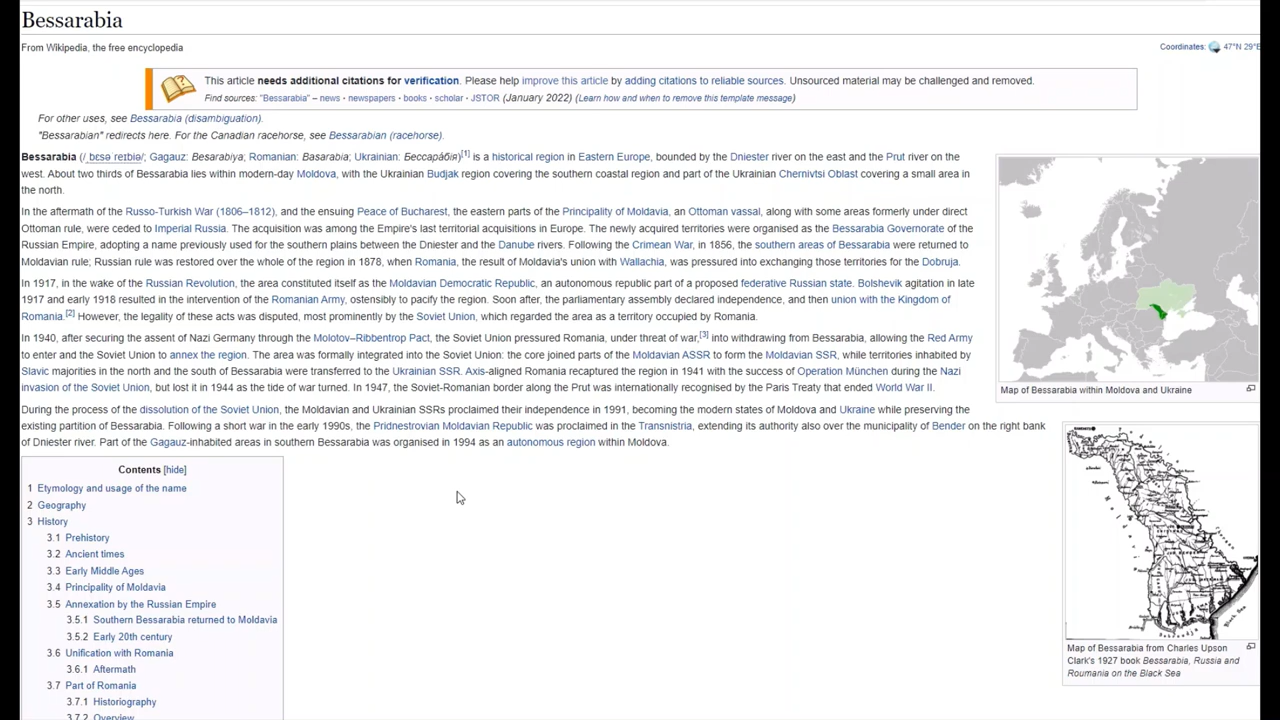 Bessarabia
From Wikipedia, the free encyclopedia
Coordinates: 47°N 29°E
This article needs additional citations for verification. Please help improve this article by adding citations to reliable sources. Unsourced material may be challenged and removed.
Find sources: "Bessarabia" – news · newspapers · books · scholar · JSTOR (January 2022) (Learn how and when to remove this template message)
For other uses, see Bessarabia (disambiguation).
"Bessarabian" redirects here. For the Canadian racehorse, see Bessarabian (racehorse).
Bessarabia (/ˌbɛsəˈreɪbiə/; Gagauz: Besarabiya; Romanian: Basarabia; Ukrainian: Бессара́бія)[1] is a historical region in Eastern Europe, bounded by the Dniester river on the east and the Prut river on the
west. About two thirds of Bessarabia lies within modern-day Moldova, with the Ukrainian Budjak region covering the southern coastal region and part of the Ukrainian Chernivtsi Oblast covering a small area in
the north.
In the aftermath of the Russo-Turkish War (1806–1812), and the ensuing Peace of Bucharest, the eastern parts of the Principality of Moldavia, an Ottoman vassal, along with some areas formerly under direct
Ottoman rule, were ceded to Imperial Russia. The acquisition was among the Empire's last territorial acquisitions in Europe. The newly acquired territories were organised as the Bessarabia Governorate of the
Russian Empire, adopting a name previously used for the southern plains between the Dniester and the Danube rivers. Following the Crimean War, in 1856, the southern areas of Bessarabia were returned to
Moldavian rule; Russian rule was restored over the whole of the region in 1878, when Romania, the result of Moldavia's union with Wallachia, was pressured into exchanging those territories for the Dobruja.
In 1917, in the wake of the Russian Revolution, the area constituted itself as the Moldavian Democratic Republic, an autonomous republic part of a proposed federative Russian state. Bolshevik agitation in late
1917 and early 1918 resulted in the intervention of the Romanian Army, ostensibly to pacify the region. Soon after, the parliamentary assembly declared independence, and then union with the Kingdom of
Romania.[2] However, the legality of these acts was disputed, most prominently by the Soviet Union, which regarded the area as a territory occupied by Romania.
In 1940, after securing the assent of Nazi Germany through the Molotov–Ribbentrop Pact, the Soviet Union pressured Romania, under threat of war,[3] into withdrawing from Bessarabia, allowing the Red Army
to enter and the Soviet Union to annex the region. The area was formally integrated into the Soviet Union: the core joined parts of the Moldavian ASSR to form the Moldavian SSR, while territories inhabited by
Slavic majorities in the north and the south of Bessarabia were transferred to the Ukrainian SSR. Axis-aligned Romania recaptured the region in 1941 with the success of Operation München during the Nazi
invasion of the Soviet Union, but lost it in 1944 as the tide of war turned. In 1947, the Soviet-Romanian border along the Prut was internationally recognised by the Paris Treaty that ended World War II.
During the process of the dissolution of the Soviet Union, the Moldavian and Ukrainian SSRs proclaimed their independence in 1991, becoming the modern states of Moldova and Ukraine while preserving the
existing partition of Bessarabia. Following a short war in the early 1990s, the Pridnestrovian Moldavian Republic was proclaimed in the Transnistria, extending its authority also over the municipality of Bender on the right bank
of Dniester river. Part of the Gagauz-inhabited areas in southern Bessarabia was organised in 1994 as an autonomous region within Moldova.
Map of Bessarabia within Moldova and Ukraine
Black Sea
Map of Bessarabia from Charles Upson
Clark's 1927 book Bessarabia, Russia and
Roumania on the Black Sea
Contents [hide]
1 Etymology and usage of the name
2 Geography
3 History
3.1 Prehistory
3.2 Ancient times
3.3 Early Middle Ages
3.4 Principality of Moldavia
3.5 Annexation by the Russian Empire
3.5.1 Southern Bessarabia returned to Moldavia
3.5.2 Early 20th century
3.6 Unification with Romania
3.6.1 Aftermath
3.7 Part of Romania
3.7.1 Historiography
3.7.2 Overview